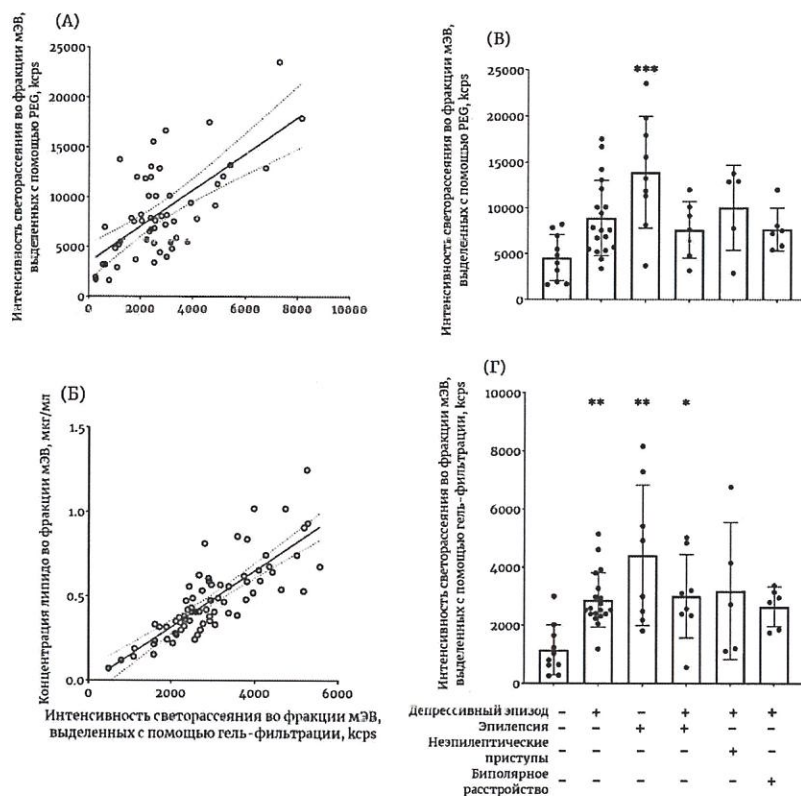 (А)
Интенсивность светорассеяния во фракции мЭВ,
выделенных с помощью PEG, kcps
25000
20000
15000
10000
5000
0
0 2000 4000 6000 8000 10000
(В)
Интенсивность светорассеяния во фракции мЭВ,
выделенных с помощью PEG, kcps
25000
20000
15000
10000
5000
0
***
(Б)
Концентрация липидо во фракции мЭВ, мкг/мл
1.5
1.0
0.5
0.0
0 2000 4000 6000
Интенсивность светорассеяния во фракции мЭВ,
выделенных с помощью гель-фильтрации, kcps
(Г)
Интенсивность светорассеяния во фракции мЭВ,
выделенных с помощью гель-фильтрации, kcps
10000
8000
6000
4000
2000
0
** ** *
Депрессивный эпизод – + – + + +
Эпилепсия – – + + – –
Неэпилептические
приступы – – – – + –
Биполярное
расстройство – – – – – +